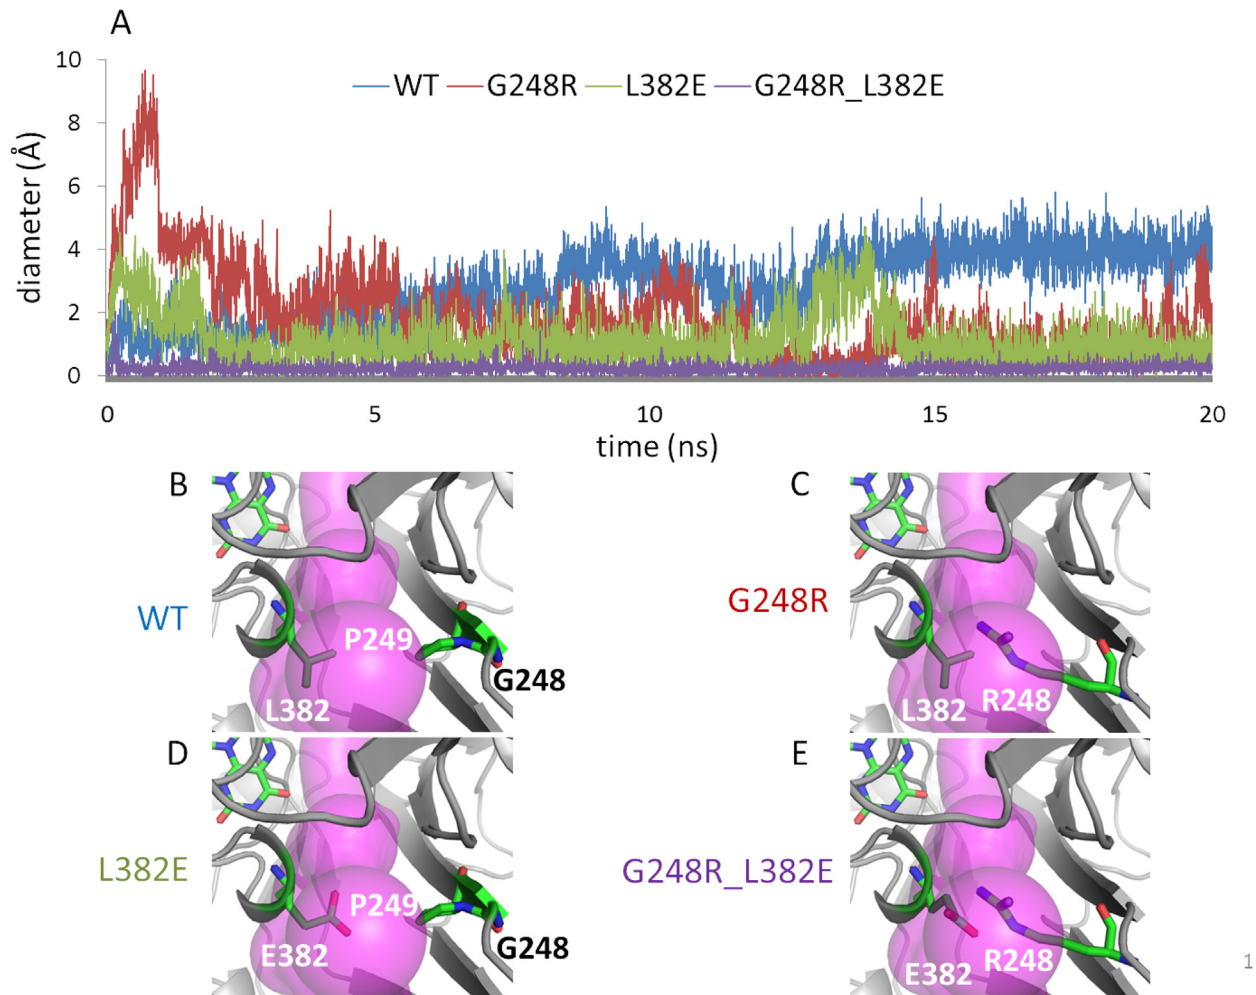 A
10
8
6
4
2
0
diameter (Å)
WT G248R L382E G248R_L382E
0 5 10 15 20
time (ns)
B
WT
P249
L382
G248
C
G248R
L382
R248
D
L382E
P249
E382
G248
E
G248R_L382E
E382
R248
1